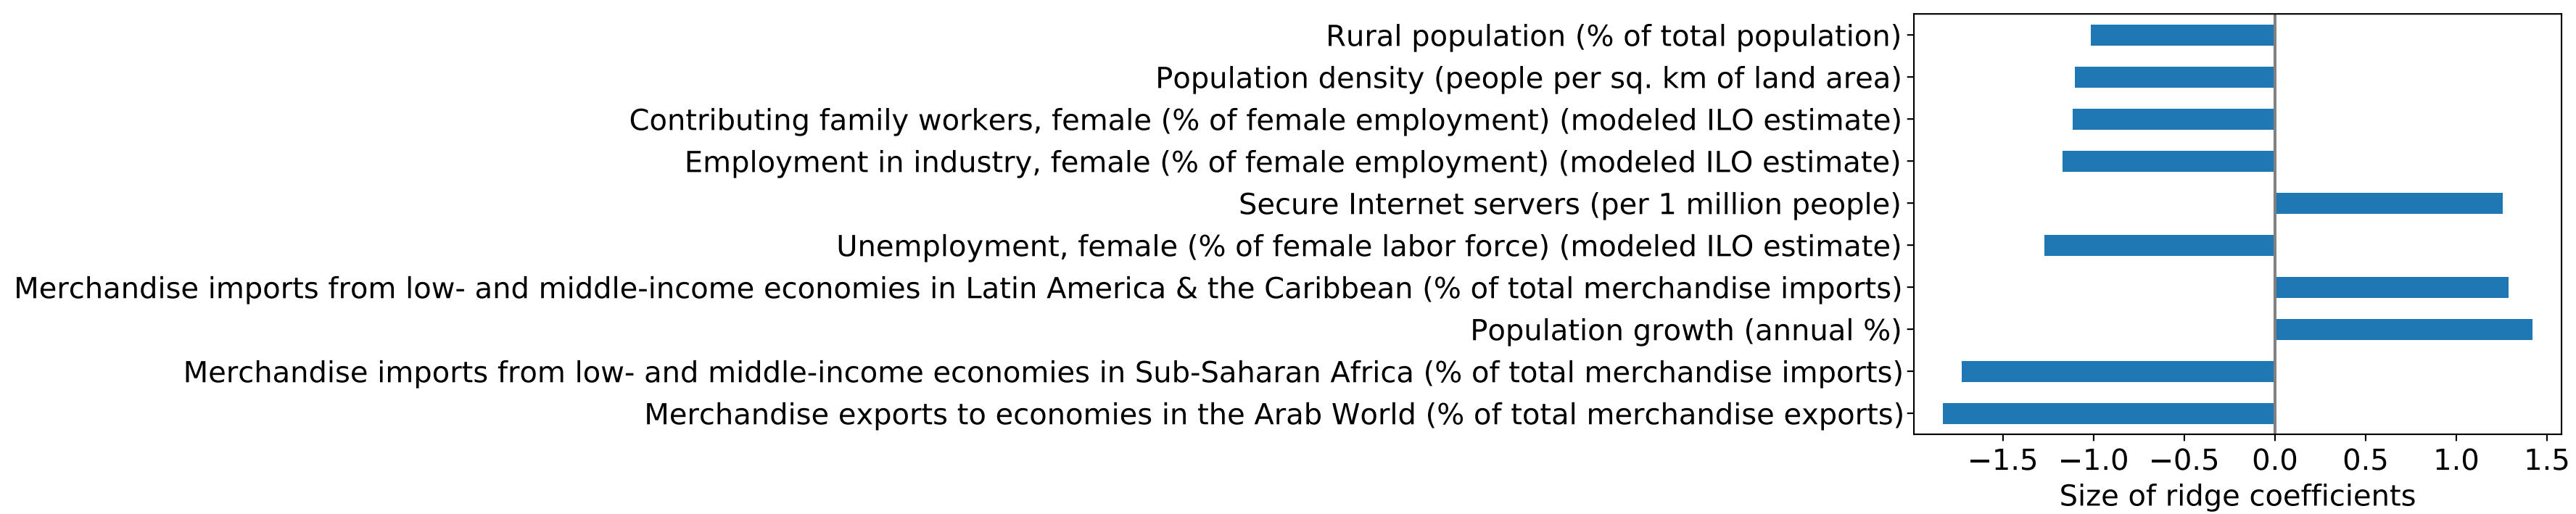 Rural population (% of total population)
Population density (people per sq. km of land area)
Contributing family workers, female (% of female employment) (modeled ILO estimate)
Employment in industry, female (% of female employment) (modeled ILO estimate)
Secure Internet servers (per 1 million people)
Unemployment, female (% of female labor force) (modeled ILO estimate)
Merchandise imports from low- and middle-income economies in Latin America & the Caribbean (% of total merchandise imports)
Population growth (annual %)
Merchandise imports from low- and middle-income economies in Sub-Saharan Africa (% of total merchandise imports)
Merchandise exports to economies in the Arab World (% of total merchandise exports)
−1.5 −1.0 −0.5 0.0 0.5 1.0 1.5
Size of ridge coefficients